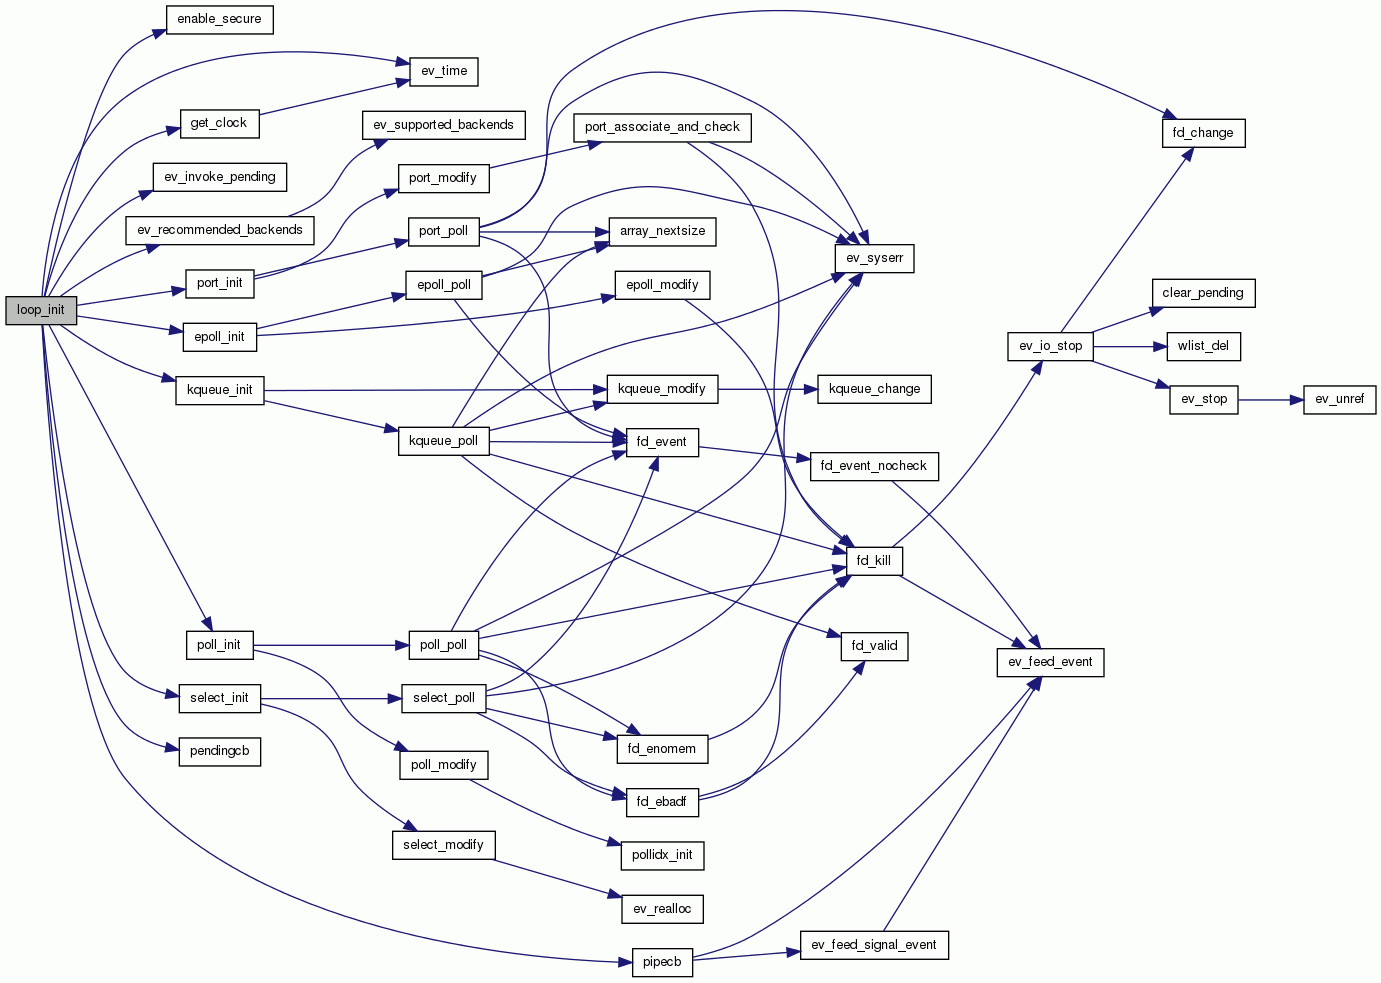 enable_secure
ev_time
get_clock
ev_supported_backends
port_associate_and_check
fd_change
ev_invoke_pending
port_modify
ev_recommended_backends
port_poll
array_nextsize
ev_syserr
port_init
epoll_poll
epoll_modify
clear_pending
loop_init
epoll_init
ev_io_stop
wlist_del
kqueue_init
kqueue_modify
kqueue_change
ev_stop
ev_unref
kqueue_poll
fd_event
fd_event_nocheck
fd_kill
poll_init
poll_poll
fd_valid
ev_feed_event
select_init
select_poll
pendingcb
fd_enomem
poll_modify
fd_ebadf
select_modify
pollidx_init
ev_realloc
pipecb
ev_feed_signal_event